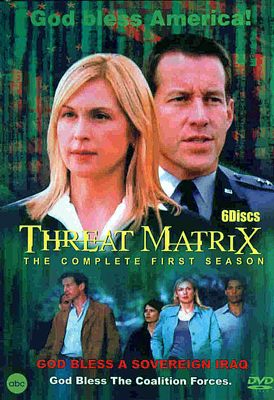 God bless America!
6Discs
THREAT MATRIX
THE COMPLETE FIRST SEASON
GOD BLESS A SOVEREIGN IRAQ
abc
God Bless The Coalition Forces.
DVD